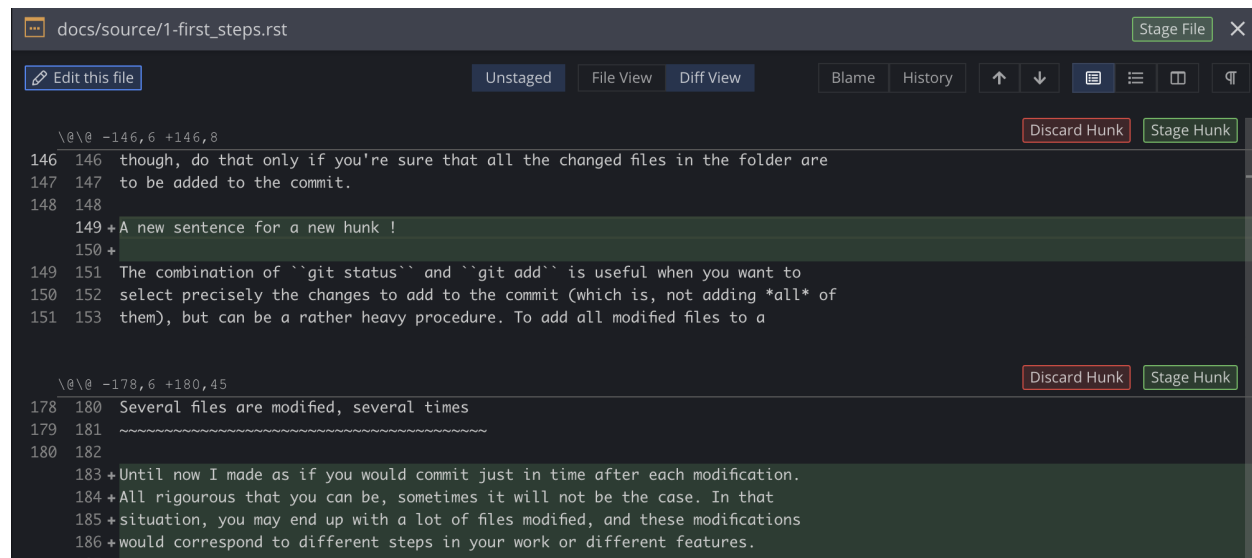 docs/source/1-first_steps.rst Stage File
Edit this file Unstaged File View Diff View Blame History
\@\@ -146,6 +146,8 Discard Hunk Stage Hunk
146 146 though, do that only if you're sure that all the changed files in the folder are
147 147 to be added to the commit.
148 148
149 +A new sentence for a new hunk !
150 +
149 151 The combination of ``git status`` and ``git add`` is useful when you want to
150 152 select precisely the changes to add to the commit (which is, not adding *all* of
151 153 them), but can be a rather heavy procedure. To add all modified files to a
\@\@ -178,6 +180,45 Discard Hunk Stage Hunk
178 180 Several files are modified, several times
179 181 ~~~~~~~~~~~~~~~~~~~~~~~~~~~~~~~~~~~~~~~~~
180 182
183 +Until now I made as if you would commit just in time after each modification.
184 +All rigourous that you can be, sometimes it will not be the case. In that
185 +situation, you may end up with a lot of files modified, and these modifications
186 +would correspond to different steps in your work or different features.